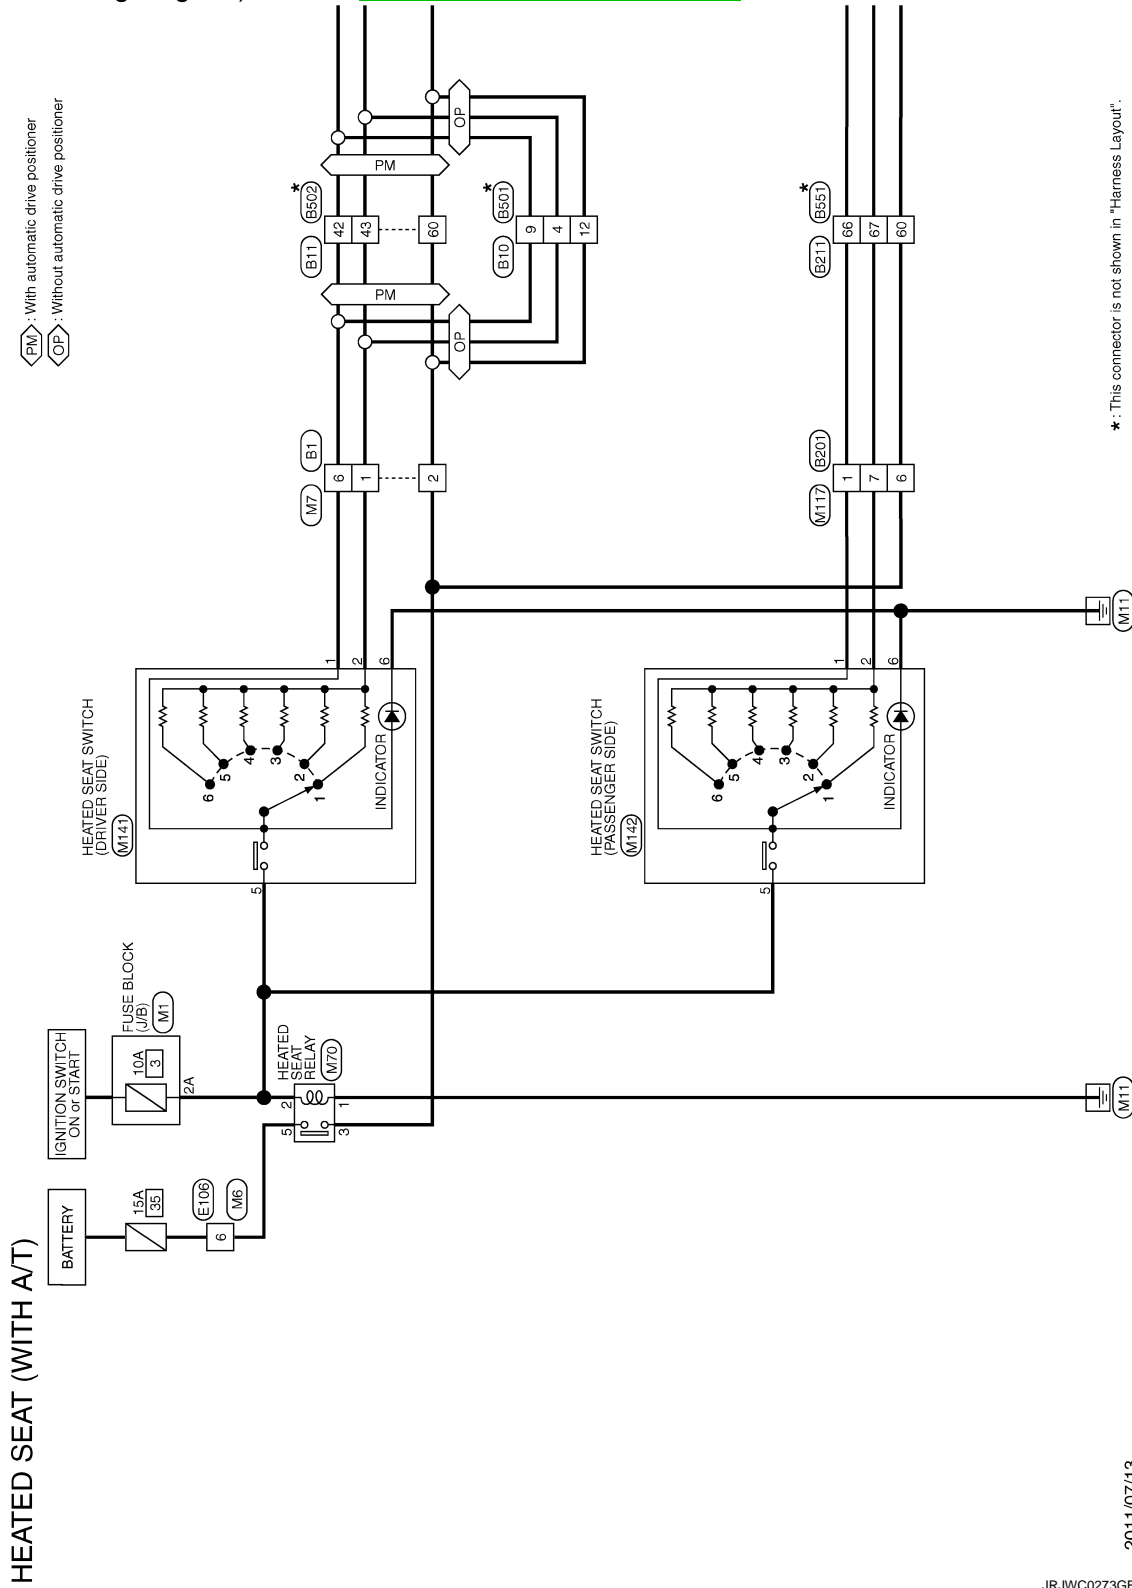 HEATED SEAT (WITH A/T)
PM : With automatic drive positioner
OP : Without automatic drive positioner
BATTERY
15A
35
E106
6
M6
IGNITION SWITCH
ON or START
FUSE BLOCK
(J/B)
M1
10A
3
2A
HEATED
SEAT
RELAY
M70
2
5
1
3
HEATED SEAT SWITCH
(DRIVER SIDE)
M141
5
6
5
4
3
2
1
INDICATOR
1
2
6
M7
B1
6
1
2
B11
B502
*
42
43
60
PM
PM
OP
OP
B10
B501
*
9
4
12
HEATED SEAT SWITCH
(PASSENGER SIDE)
M142
5
6
5
4
3
2
1
INDICATOR
1
2
6
M117
B201
1
7
6
B211
B551
*
66
67
60
M11
M11
* : This connector is not shown in "Harness Layout".